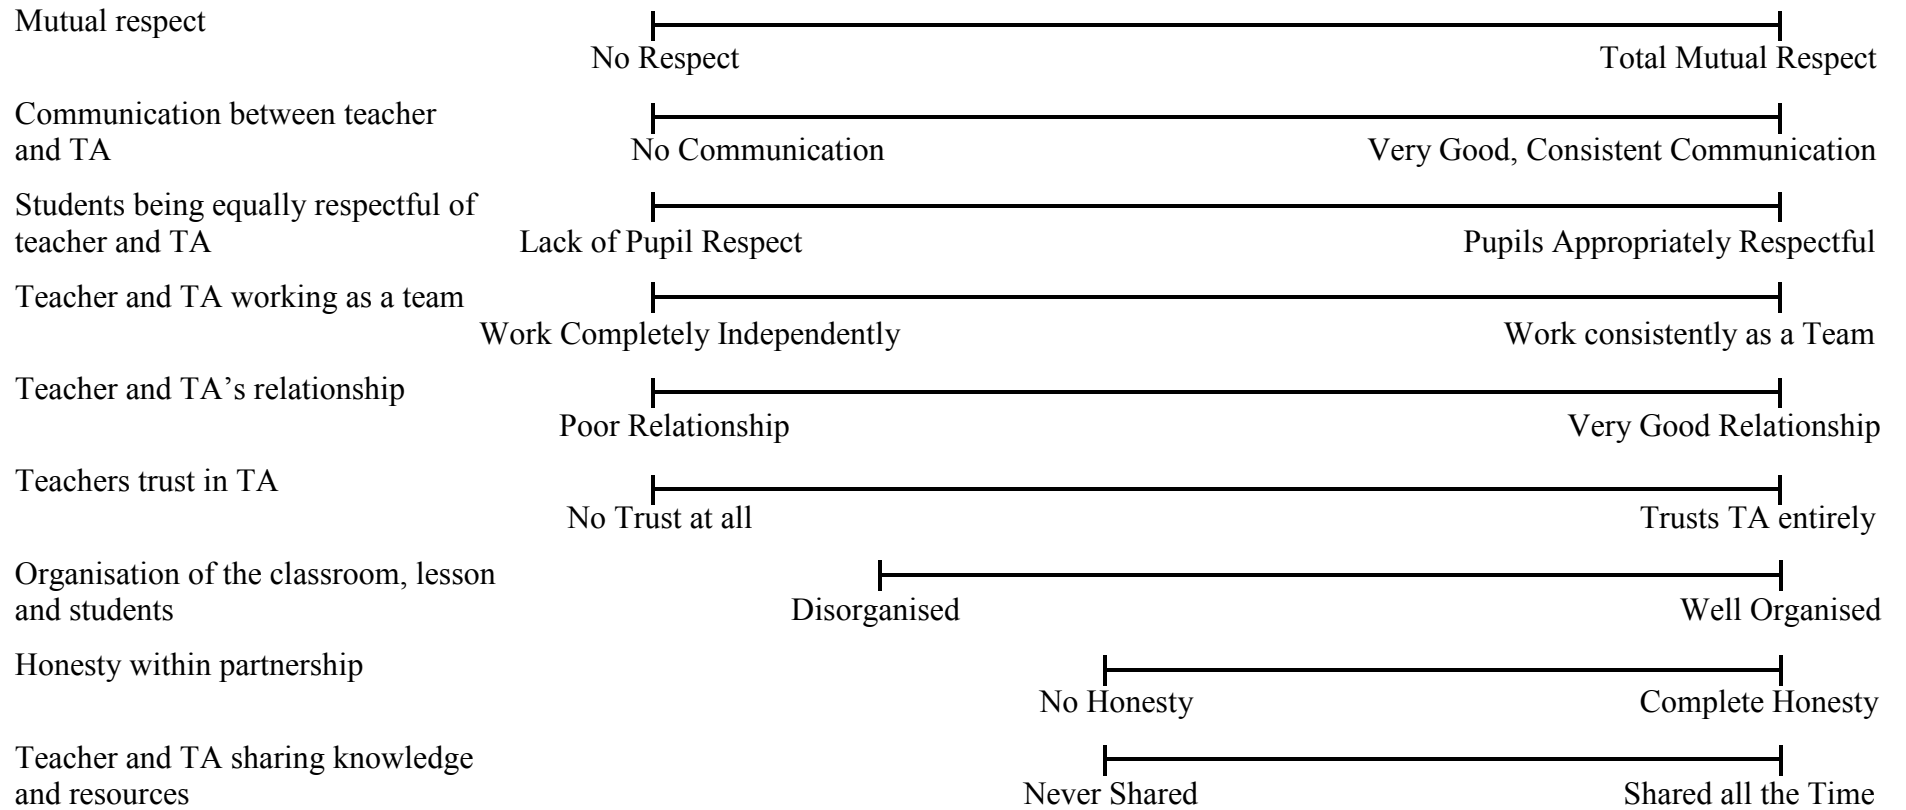 Mutual respect
No Respect Total Mutual Respect
Communication between teacher
and TA
No Communication Very Good, Consistent Communication
Students being equally respectful of
teacher and TA
Lack of Pupil Respect Pupils Appropriately Respectful
Teacher and TA working as a team
Work Completely Independently Work consistently as a Team
Teacher and TA’s relationship
Poor Relationship Very Good Relationship
Teachers trust in TA
No Trust at all Trusts TA entirely
Organisation of the classroom, lesson
and students
Disorganised Well Organised
Honesty within partnership
No Honesty Complete Honesty
Teacher and TA sharing knowledge
and resources
Never Shared Shared all the Time